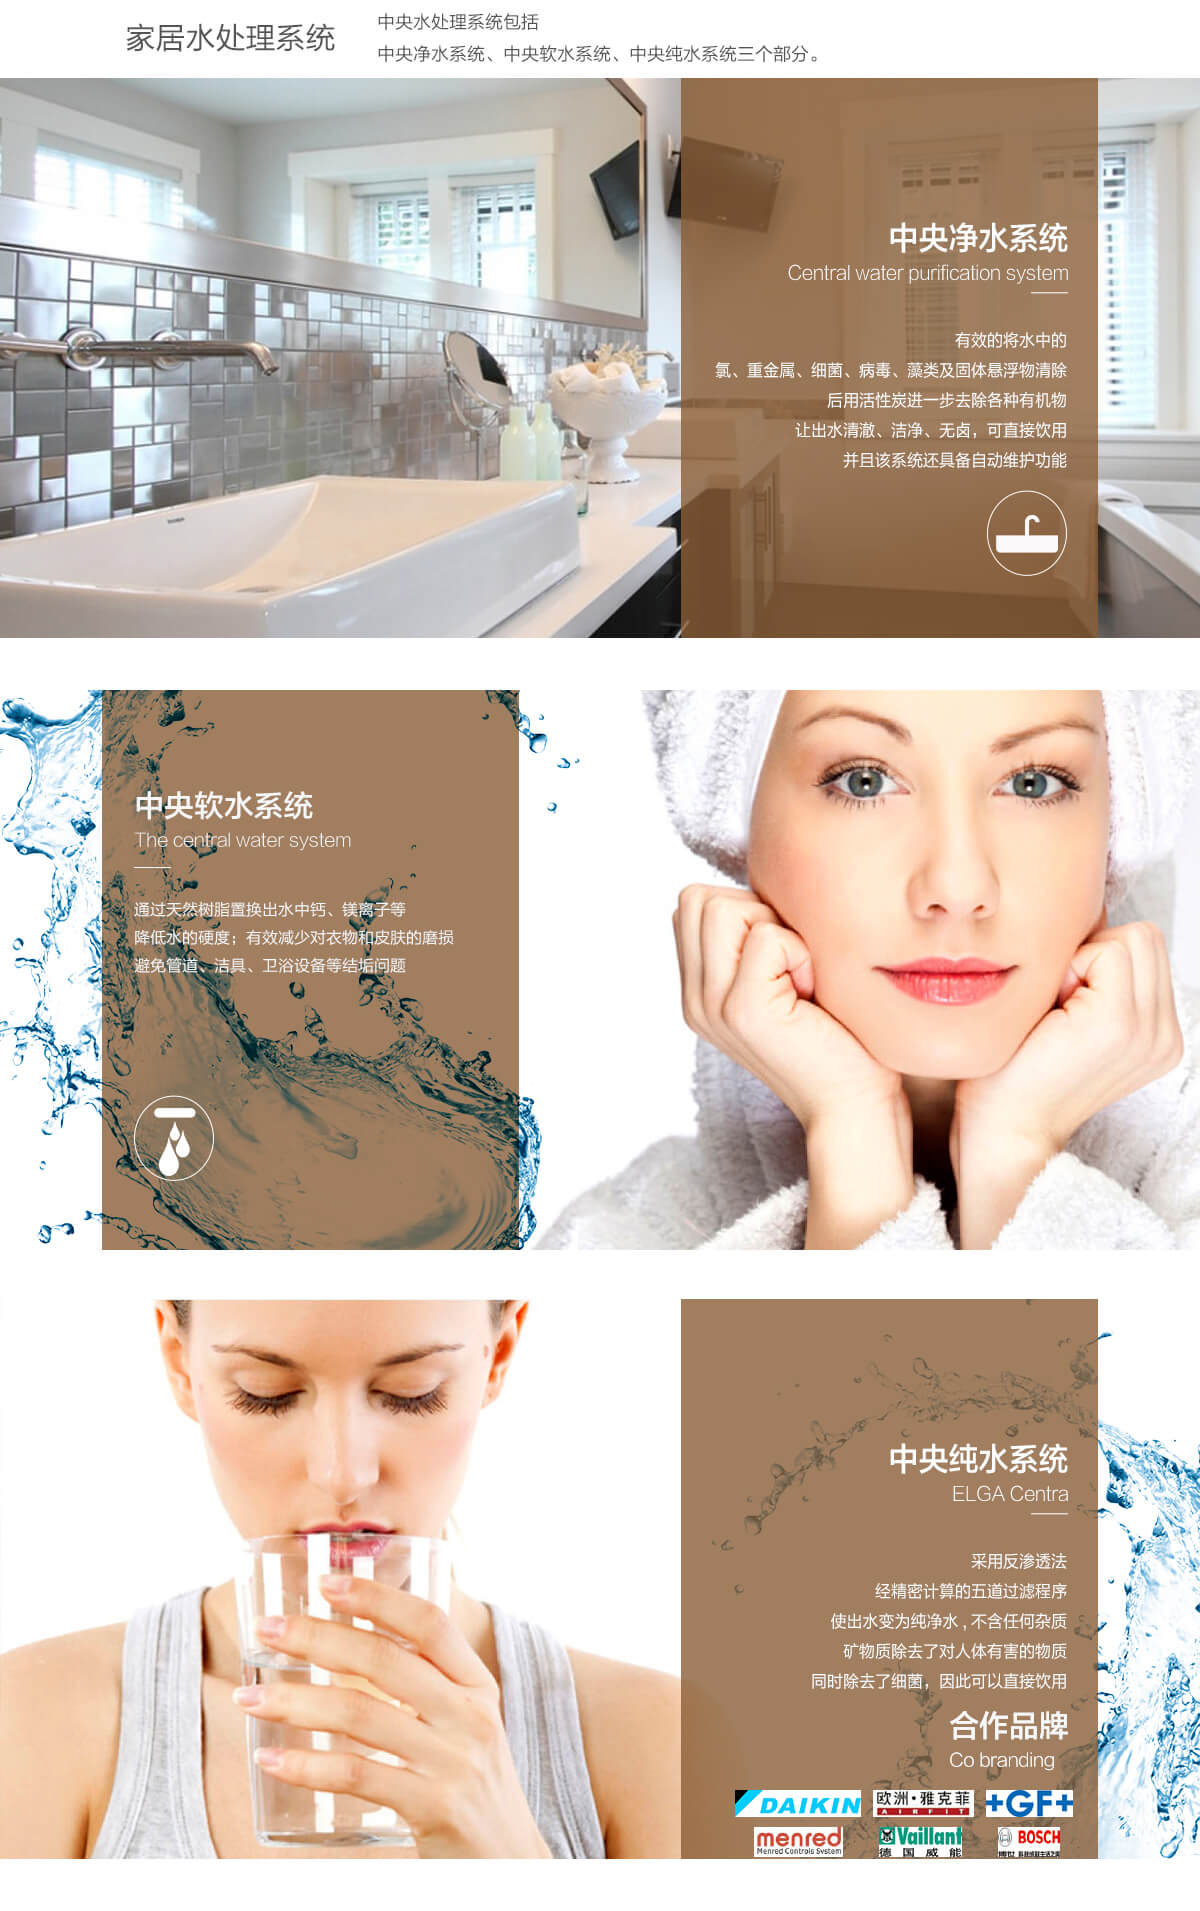 家居水处理系统
中央水处理系统包括
中央净水系统、中央软水系统、中央纯水系统三个部分。
中央净水系统
Central water purification system
有效的将水中的
氯、重金属、细菌、病毒、藻类及固体悬浮物清除
后用活性炭进一步去除各种有机物
让出水清澈、洁净、无卤，可直接饮用
并且该系统还具备自动维护功能
中央软水系统
The central water system
通过天然树脂置换出水中钙、镁离子等
降低水的硬度；有效减少对衣物和皮肤的磨损
避免管道、洁具、卫浴设备等结垢问题
中央纯水系统
ELGA Centra
采用反渗透法
经精密计算的五道过滤程序
使出水变为纯净水，不含任何杂质
矿物质除去了对人体有害的物质
同时除去了细菌，因此可以直接饮用
合作品牌
Co branding
DAIKIN
欧洲·雅克菲
AIRFIT
+GF+
menred
Menred Controls System
Vaillant
德国威能
BOSCH